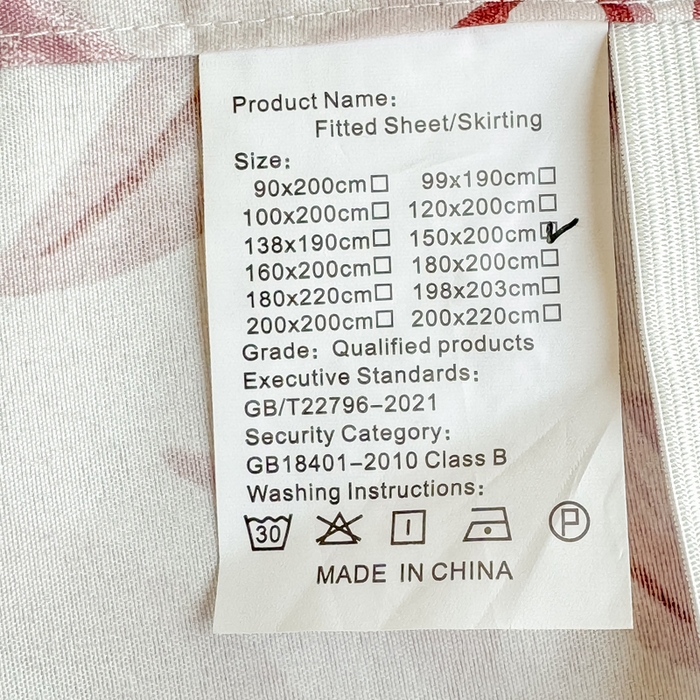 Product Name:
Fitted Sheet/Skirting
Size:
90x200cm□ 99x190cm□
100x200cm□ 120x200cm□
138x190cm□ 150x200cm☑
160x200cm□ 180x200cm□
180x220cm□ 198x203cm□
200x200cm□ 200x220cm□
Grade: Qualified products
Executive Standards:
GB/T22796–2021
Security Category:
GB18401–2010 Class B
Washing Instructions:
30 P
MADE IN CHINA